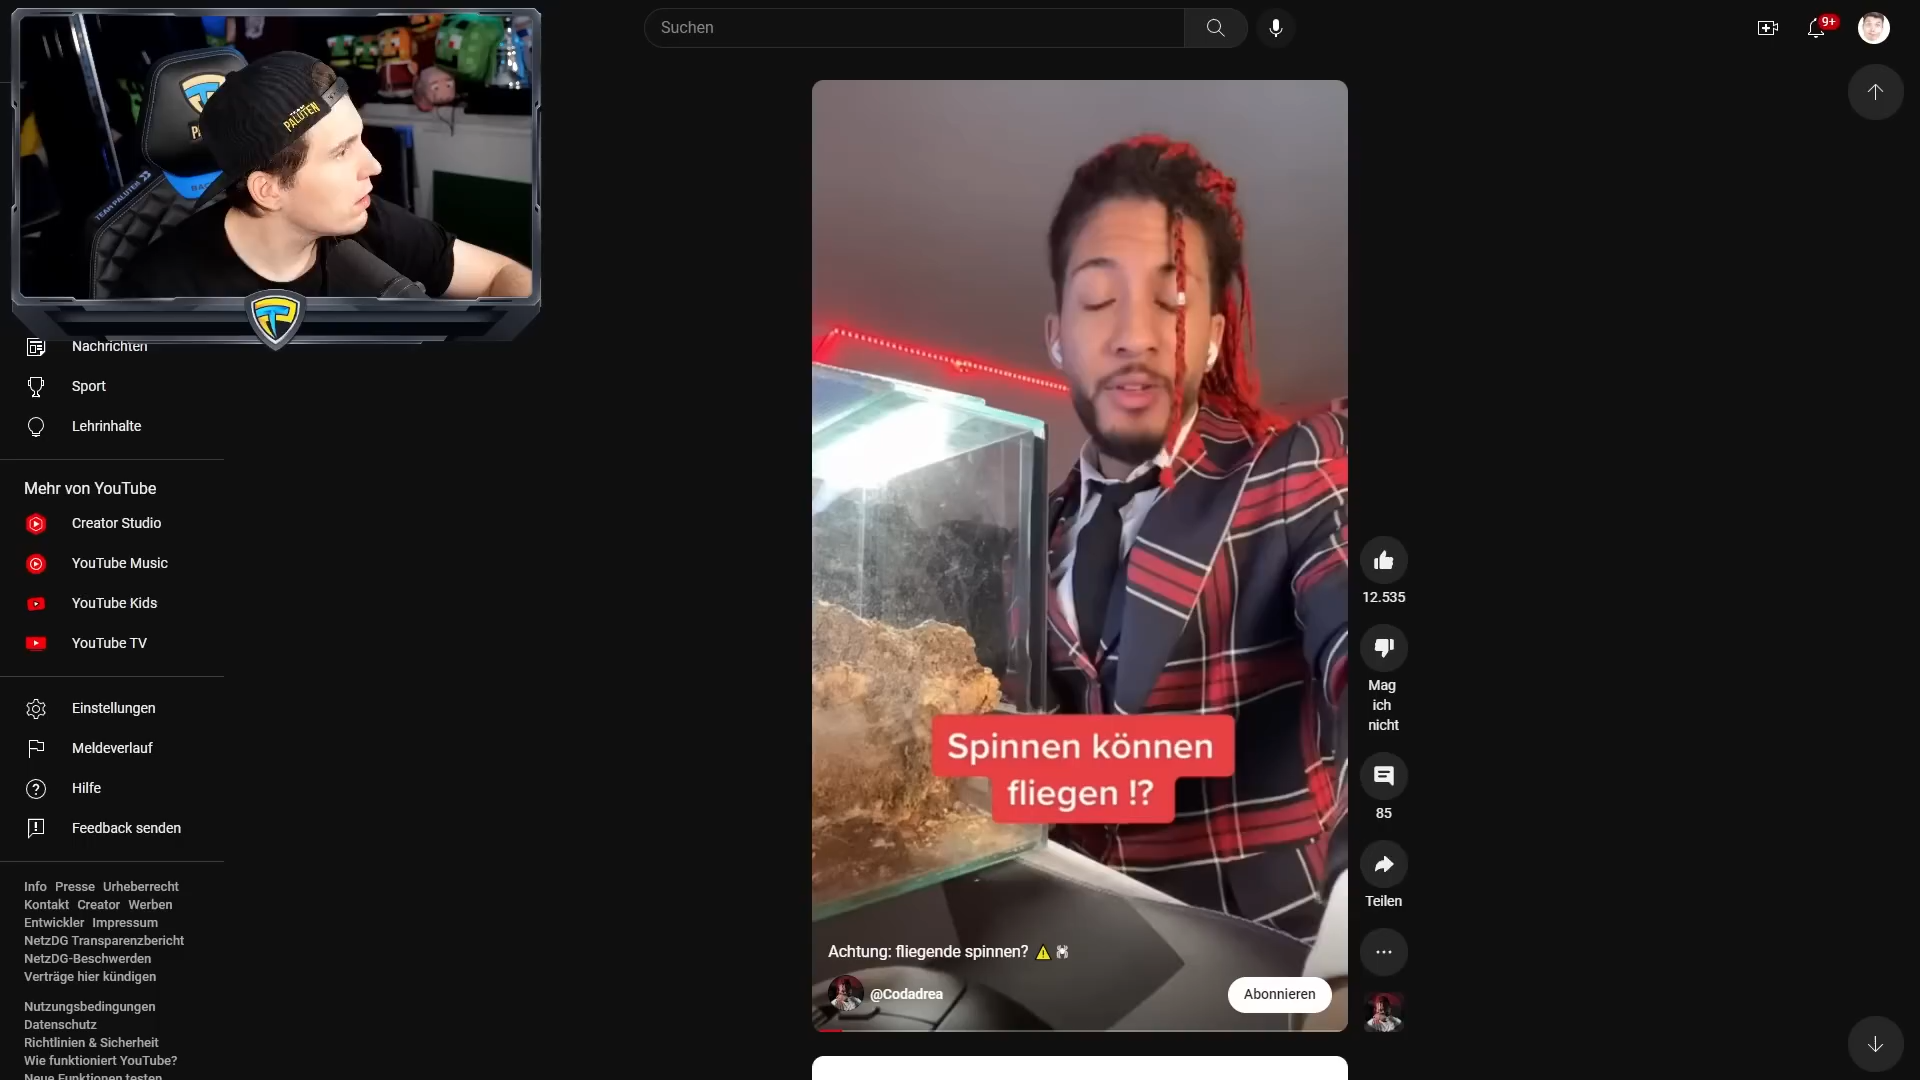 Suchen
9+
TEAM
PALUTEN
TEAM PALUTEN
Nachrichten
Sport
Lehrinhalte
Mehr von YouTube
Creator Studio
YouTube Music
YouTube Kids
YouTube TV
Einstellungen
Meldeverlauf
Hilfe
Feedback senden
Info Presse Urheberrecht
Kontakt Creator Werben
Entwickler Impressum
NetzDG Transparenzbericht
NetzDG-Beschwerden
Verträge hier kündigen
Nutzungsbedingungen
Datenschutz
Richtlinien & Sicherheit
Wie funktioniert YouTube?
Neue Funktionen testen
Spinnen können
fliegen !?
Achtung: fliegende spinnen?
@Codadrea
Abonnieren
12.535
Mag
ich
nicht
85
Teilen